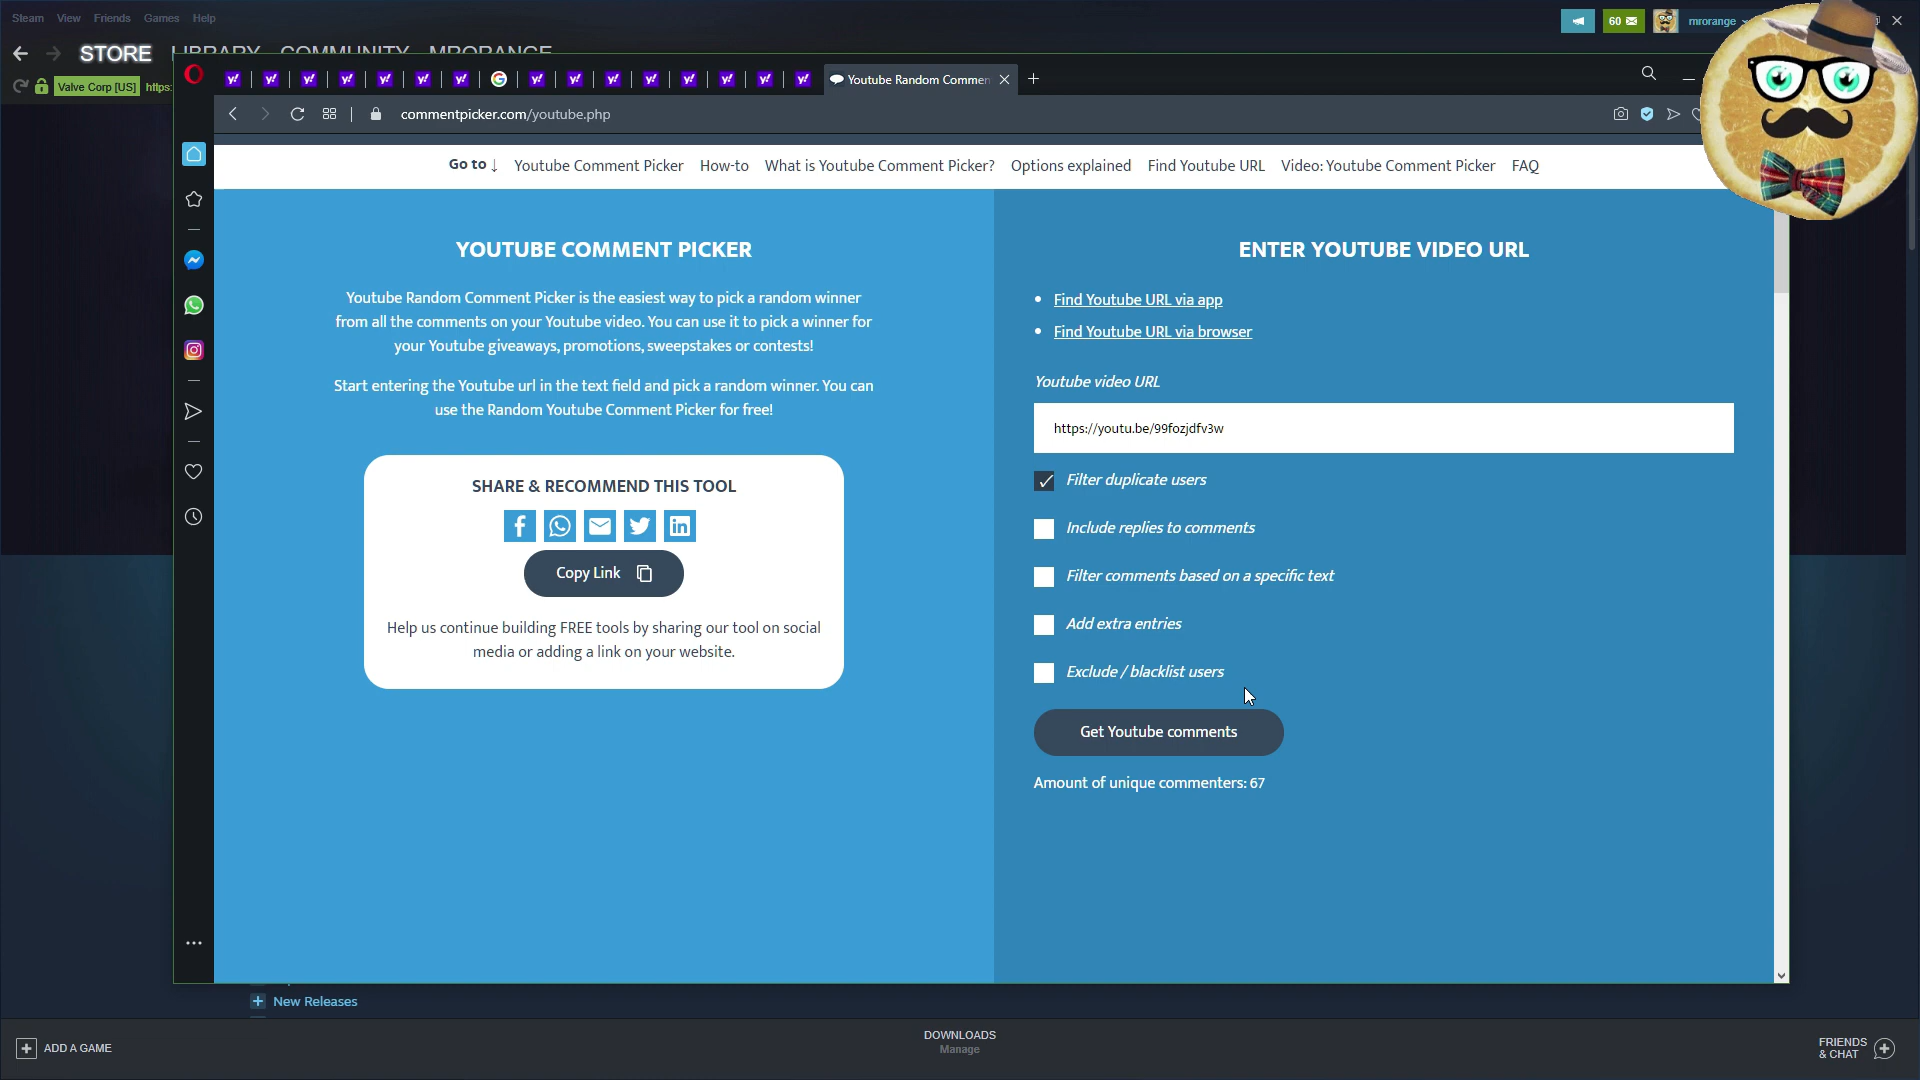 Steam View Friends Games Help
60 mrorange
STORE LIBRARY COMMUNITY MRORANGE
Youtube Random Commen
Valve Corp [US] https:
commentpicker.com/youtube.php
Go to ↓ Youtube Comment Picker How-to What is Youtube Comment Picker? Options explained Find Youtube URL Video: Youtube Comment Picker FAQ
YOUTUBE COMMENT PICKER
Youtube Random Comment Picker is the easiest way to pick a random winner
from all the comments on your Youtube video. You can use it to pick a winner for
your Youtube giveaways, promotions, sweepstakes or contests!
Start entering the Youtube url in the text field and pick a random winner. You can
use the Random Youtube Comment Picker for free!
SHARE & RECOMMEND THIS TOOL
Copy Link
Help us continue building FREE tools by sharing our tool on social
media or adding a link on your website.
ENTER YOUTUBE VIDEO URL
Find Youtube URL via app
Find Youtube URL via browser
Youtube video URL
https://youtu.be/99fozjdfv3w
Filter duplicate users
Include replies to comments
Filter comments based on a specific text
Add extra entries
Exclude / blacklist users
Get Youtube comments
Amount of unique commenters: 67
New Releases
ADD A GAME
DOWNLOADS
Manage
FRIENDS
& CHAT